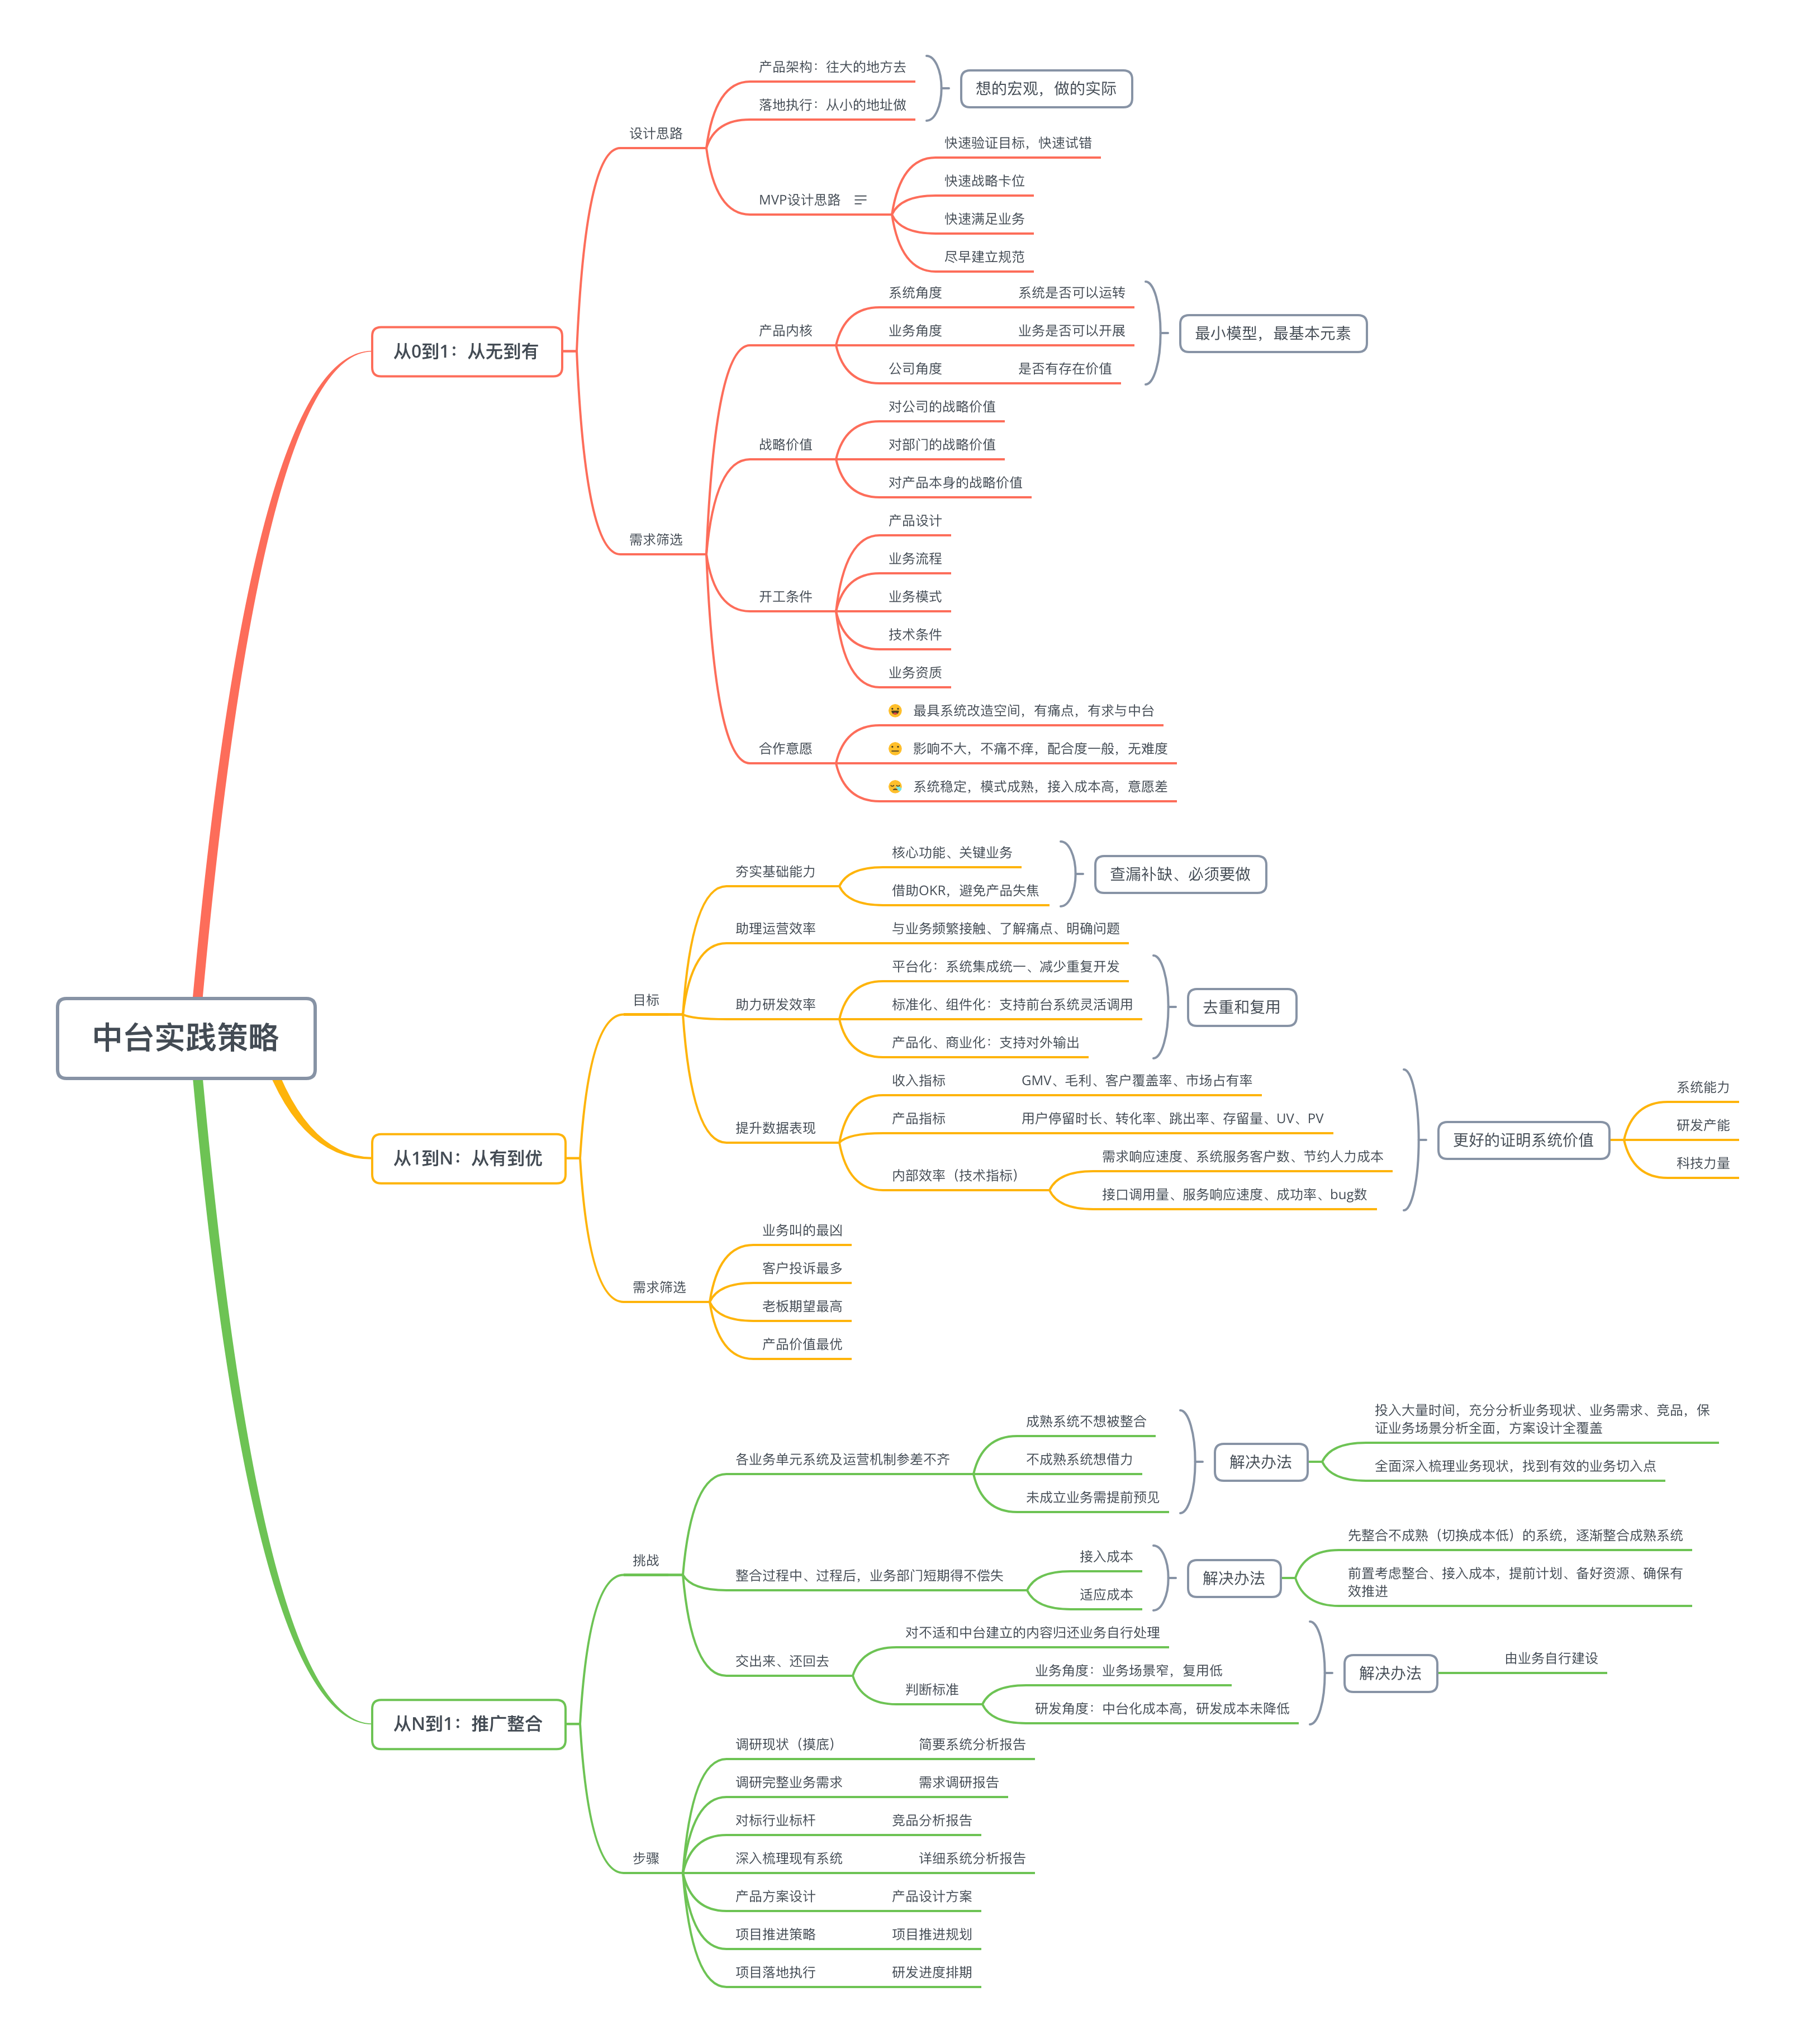 中台实践策略
从0到1：从无到有
设计思路
产品架构：往大的地方去
落地执行：从小的地址做
想的宏观，做的实际
MVP设计思路
快速验证目标，快速试错
快速战略卡位
快速满足业务
尽早建立规范
需求筛选
产品内核
系统角度
系统是否可以运转
业务角度
业务是否可以开展
公司角度
是否有存在价值
最小模型，最基本元素
战略价值
对公司的战略价值
对部门的战略价值
对产品本身的战略价值
开工条件
产品设计
业务流程
业务模式
技术条件
业务资质
合作意愿
最具系统改造空间，有痛点，有求与中台
影响不大，不痛不痒，配合度一般，无难度
系统稳定，模式成熟，接入成本高，意愿差
从1到N：从有到优
目标
夯实基础能力
核心功能、关键业务
借助OKR，避免产品失焦
查漏补缺、必须要做
助理运营效率
与业务频繁接触、了解痛点、明确问题
助力研发效率
平台化：系统集成统一、减少重复开发
标准化、组件化：支持前台系统灵活调用
产品化、商业化：支持对外输出
去重和复用
提升数据表现
收入指标
GMV、毛利、客户覆盖率、市场占有率
产品指标
用户停留时长、转化率、跳出率、存留量、UV、PV
内部效率（技术指标）
需求响应速度、系统服务客户数、节约人力成本
接口调用量、服务响应速度、成功率、bug数
更好的证明系统价值
系统能力
研发产能
科技力量
需求筛选
业务叫的最凶
客户投诉最多
老板期望最高
产品价值最优
从N到1：推广整合
挑战
各业务单元系统及运营机制参差不齐
成熟系统不想被整合
不成熟系统想借力
未成立业务需提前预见
解决办法
投入大量时间，充分分析业务现状、业务需求、竞品，保
证业务场景分析全面，方案设计全覆盖
全面深入梳理业务现状，找到有效的业务切入点
整合过程中、过程后，业务部门短期得不偿失
接入成本
适应成本
解决办法
先整合不成熟（切换成本低）的系统，逐渐整合成熟系统
前置考虑整合、接入成本，提前计划、备好资源、确保有
效推进
交出来、还回去
对不适和中台建立的内容归还业务自行处理
判断标准
业务角度：业务场景窄，复用低
研发角度：中台化成本高，研发成本未降低
解决办法
由业务自行建设
步骤
调研现状（摸底）
简要系统分析报告
调研完整业务需求
需求调研报告
对标行业标杆
竞品分析报告
深入梳理现有系统
详细系统分析报告
产品方案设计
产品设计方案
项目推进策略
项目推进规划
项目落地执行
研发进度排期